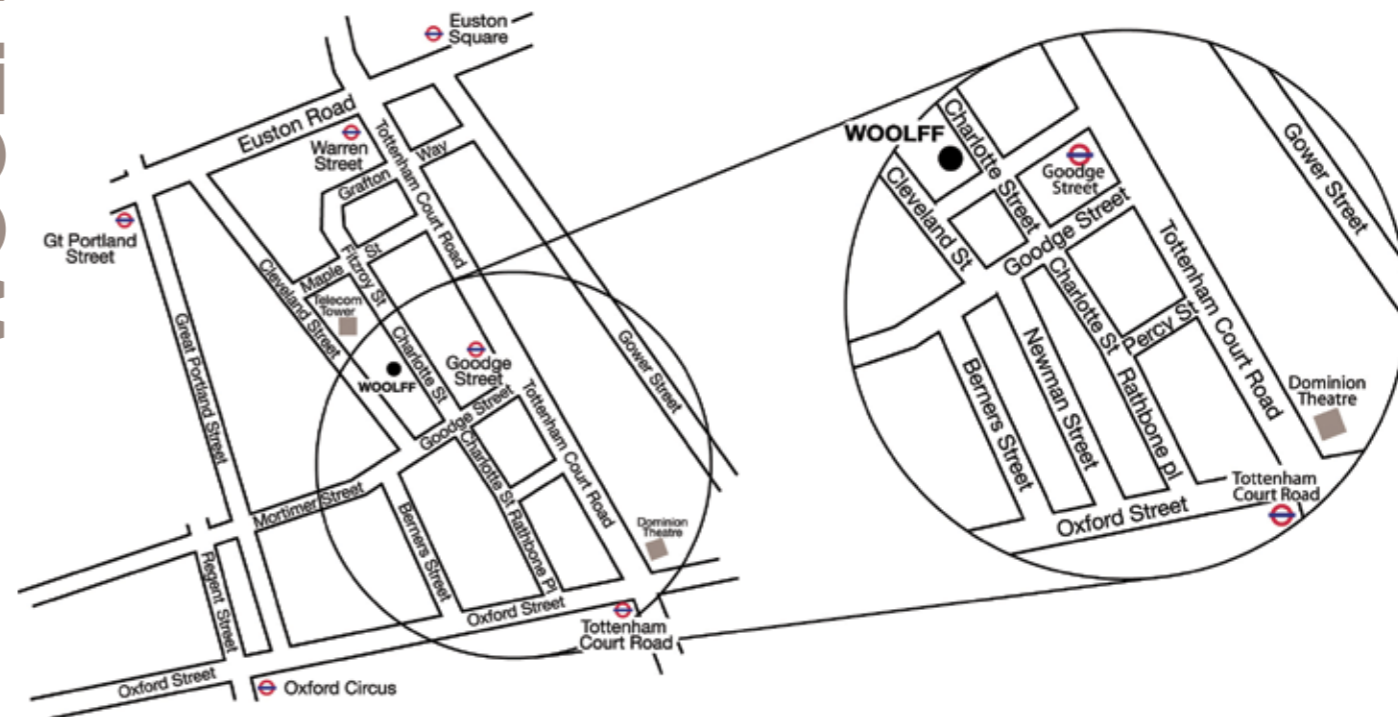 Euston
Square
Euston Road
Warren
Street
Tottenham Court Road
Grafton
Way
Gt Portland
Street
Fitzroy St
St
Maple
Cleveland Street
Telecom
Tower
Great Portland Street
Charlotte St
WOOLFF
Goodge
Street
Gower Street
Goodge Street
Tottenham Court Road
Charlotte St
Rathbone Pl
Mortimer Street
Berners Street
Dominion
Theatre
Regent Street
Oxford Street
Tottenham
Court Road
Oxford Street
Oxford Circus
WOOLFF
Charlotte Street
Goodge
Street
Gower Street
Cleveland St
Goodge Street
Tottenham Court Road
Charlotte St
Percy St
Newman Street
Berners Street
Rathbone pl
Dominion
Theatre
Tottenham
Court Road
Oxford Street